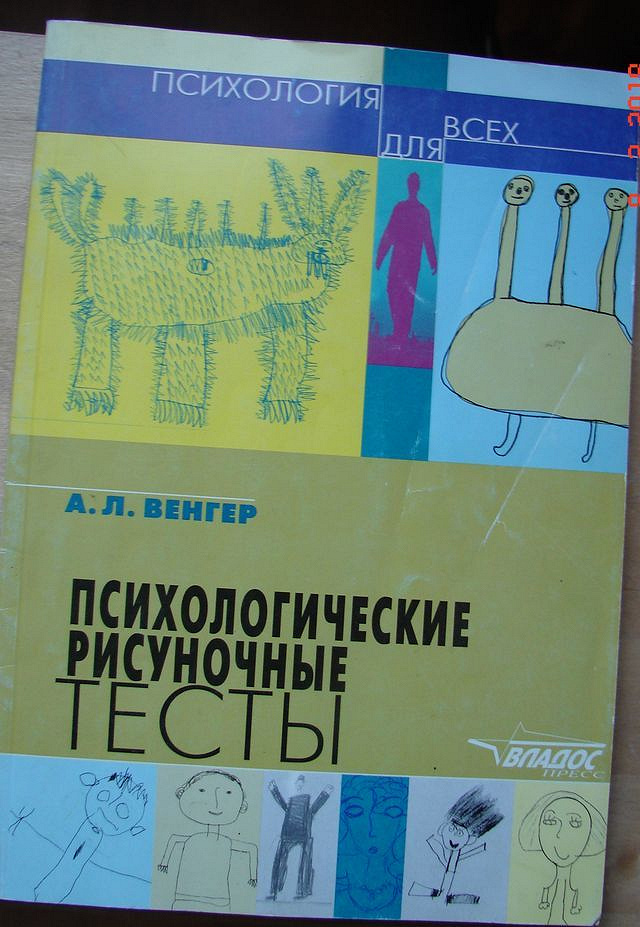 ПСИХОЛОГИЯ
ДЛЯ
ВСЕХ
А. Л. ВЕНГЕР
ПСИХОЛОГИЧЕСКИЕ
РИСУНОЧНЫЕ
ТЕСТЫ
ВЛАДОС
ПРЕСС